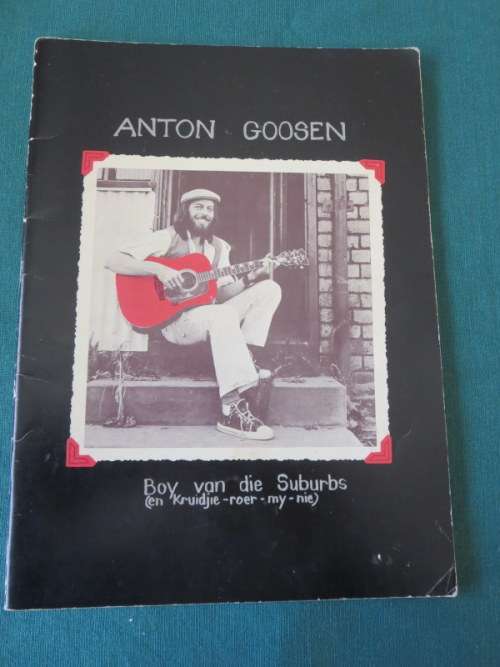 ANTON GOOSEN
Boy van die Suburbs
(en Kruidjie-roer-my-nie)